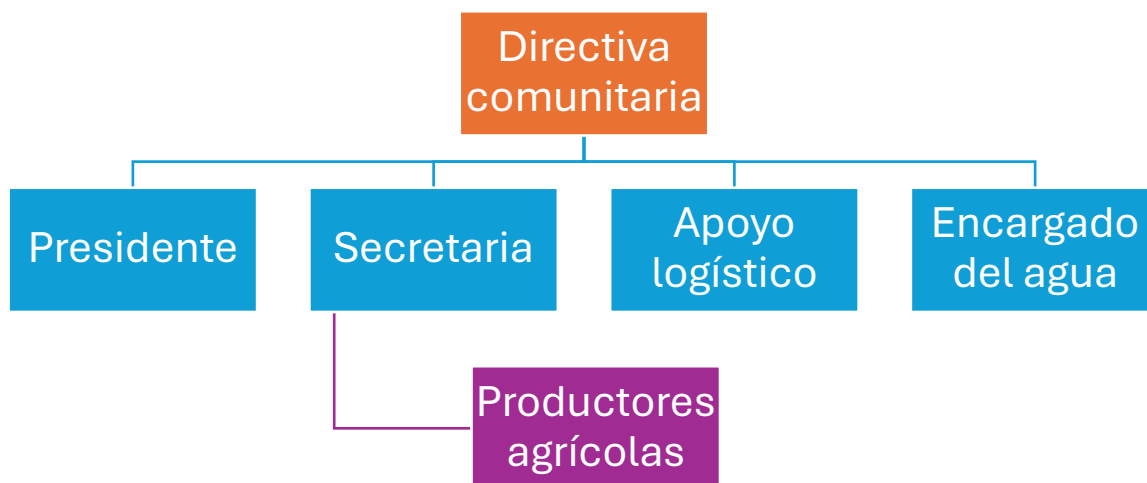 Directiva
comunitaria
Presidente
Secretaria
Apoyo
logístico
Encargado
del agua
Productores
agrícolas